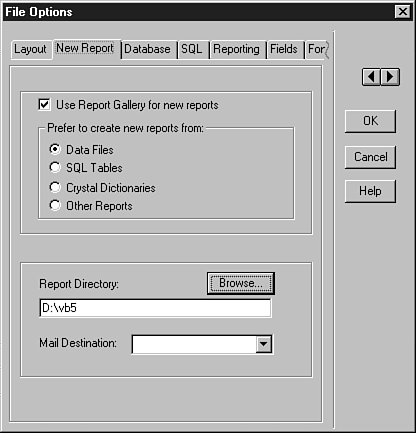 File Options
Layout New Report Database SQL Reporting Fields For
Use Report Gallery for new reports
OK
Prefer to create new reports from:
Data Files
Cancel
SQL Tables
Crystal Dictionaries
Help
Other Reports
Report Directory: Browse...
D:\vb5
Mail Destination: